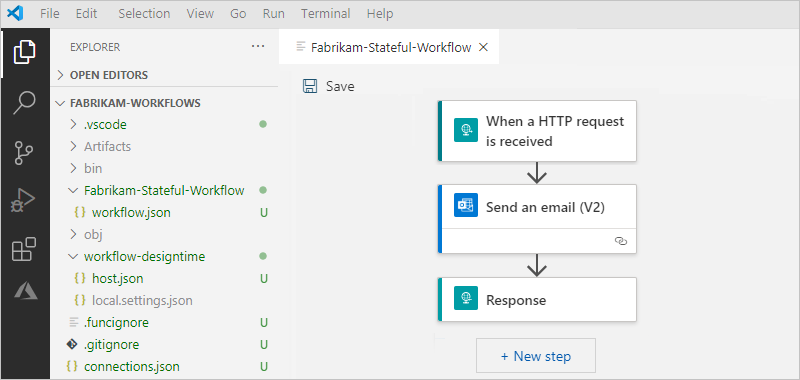 File Edit Selection View Go Run Terminal Help
EXPLORER ...
Fabrikam-Stateful-Workflow
OPEN EDITORS
FABRIKAM-WORKFLOWS
.vscode
Artifacts
bin
Fabrikam-Stateful-Workflow
{ } workflow.json U
obj
workflow-designtime
{ } host.json U
{ } local.settings.json
.funcignore U
.gitignore U
{ } connections.json U
Save
When a HTTP request
is received
Send an email (V2)
Response
+ New step